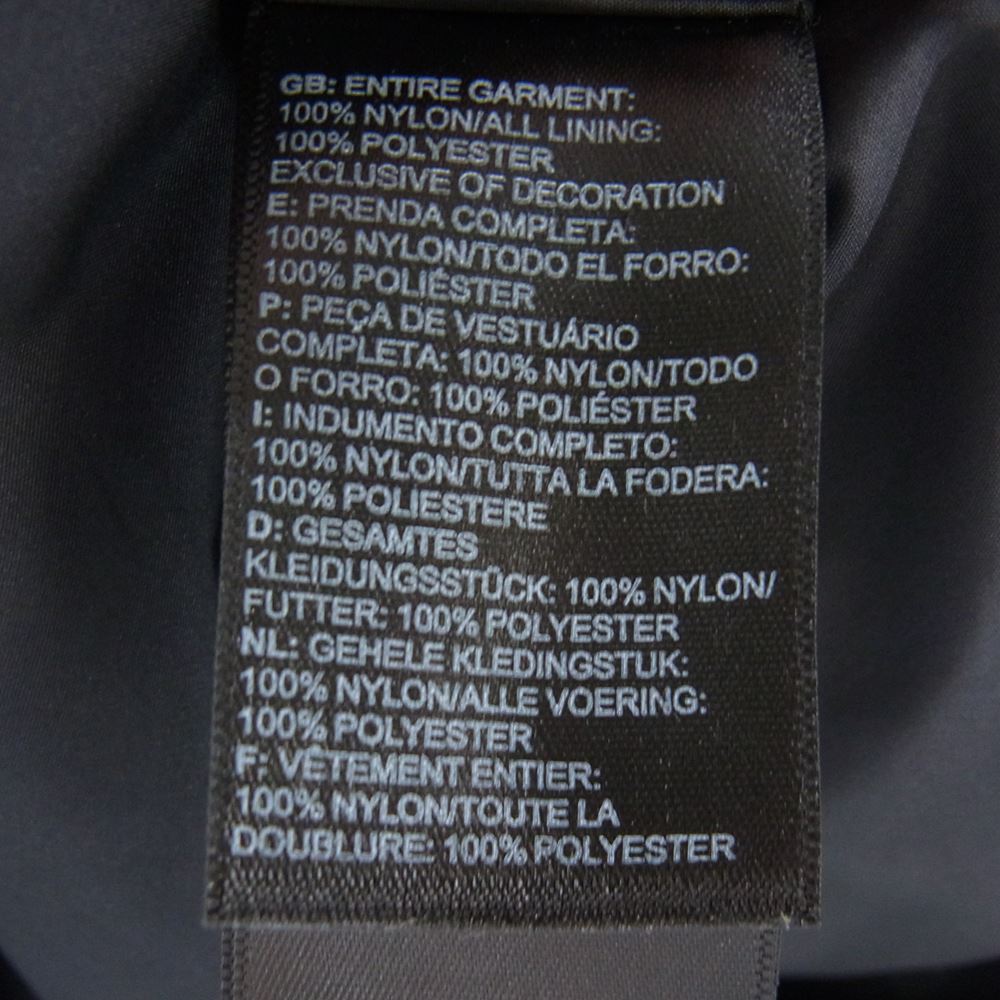 GB: ENTIRE GARMENT:
100% NYLON/ALL LINING:
100% POLYESTER
EXCLUSIVE OF DECORATION
E: PRENDA COMPLETA:
100% NYLON/TODO EL FORRO:
100% POLIÉSTER
P: PEÇA DE VESTUÁRIO
COMPLETA: 100% NYLON/TODO
O FORRO: 100% POLIÉSTER
I: INDUMENTO COMPLETO:
100% NYLON/TUTTA LA FODERA:
100% POLIESTERE
D: GESAMTES
KLEIDUNGSSTÜCK: 100% NYLON/
FUTTER: 100% POLYESTER
NL: GEHELE KLEDINGSTUK:
100% NYLON/ALLE VOERING:
100% POLYESTER
F: VÊTEMENT ENTIER:
100% NYLON/TOUTE LA
DOUBLURE: 100% POLYESTER